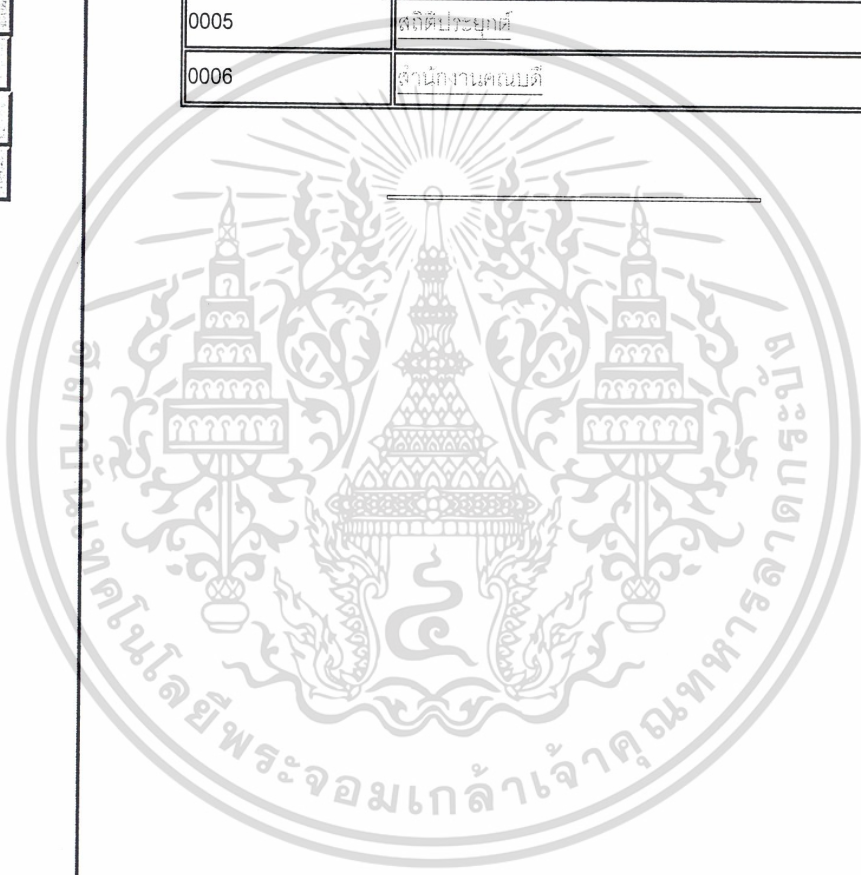 0005 สถิติประยุกต์
0006 สำนักงานคณบดี
สถาบันเทคโนโลยีพระจอมเกล้าเจ้าคุณทหารลาดกระบัง